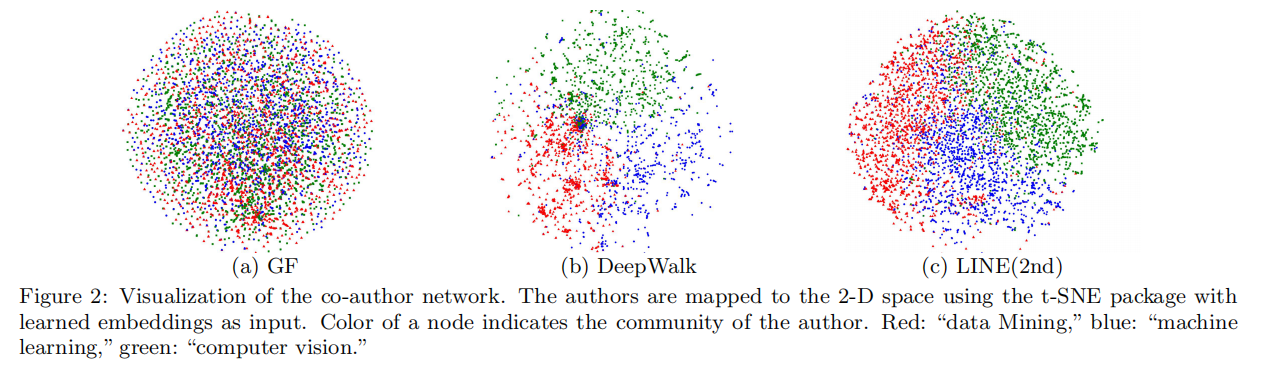 (a) GF
(b) DeepWalk
(c) LINE(2nd)
Figure 2: Visualization of the co-author network. The authors are mapped to the 2-D space using the t-SNE package with
learned embeddings as input. Color of a node indicates the community of the author. Red: “data Mining,” blue: “machine
learning,” green: “computer vision.”